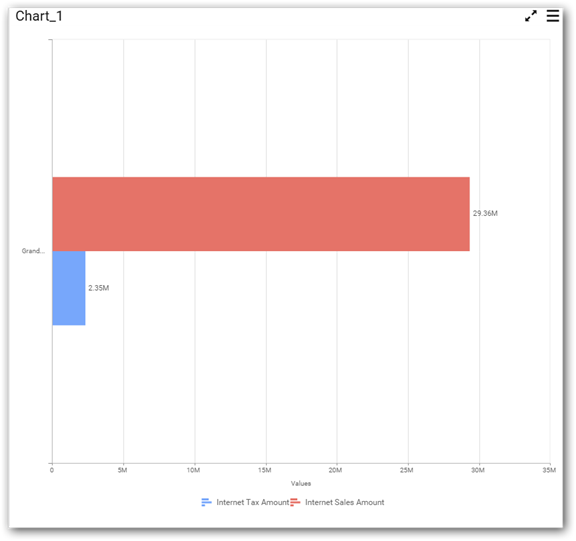 Chart_1
29.36M
Grand...
2.35M
0 5M 10M 15M 20M 25M 30M 35M
Values
Internet Tax Amount Internet Sales Amount